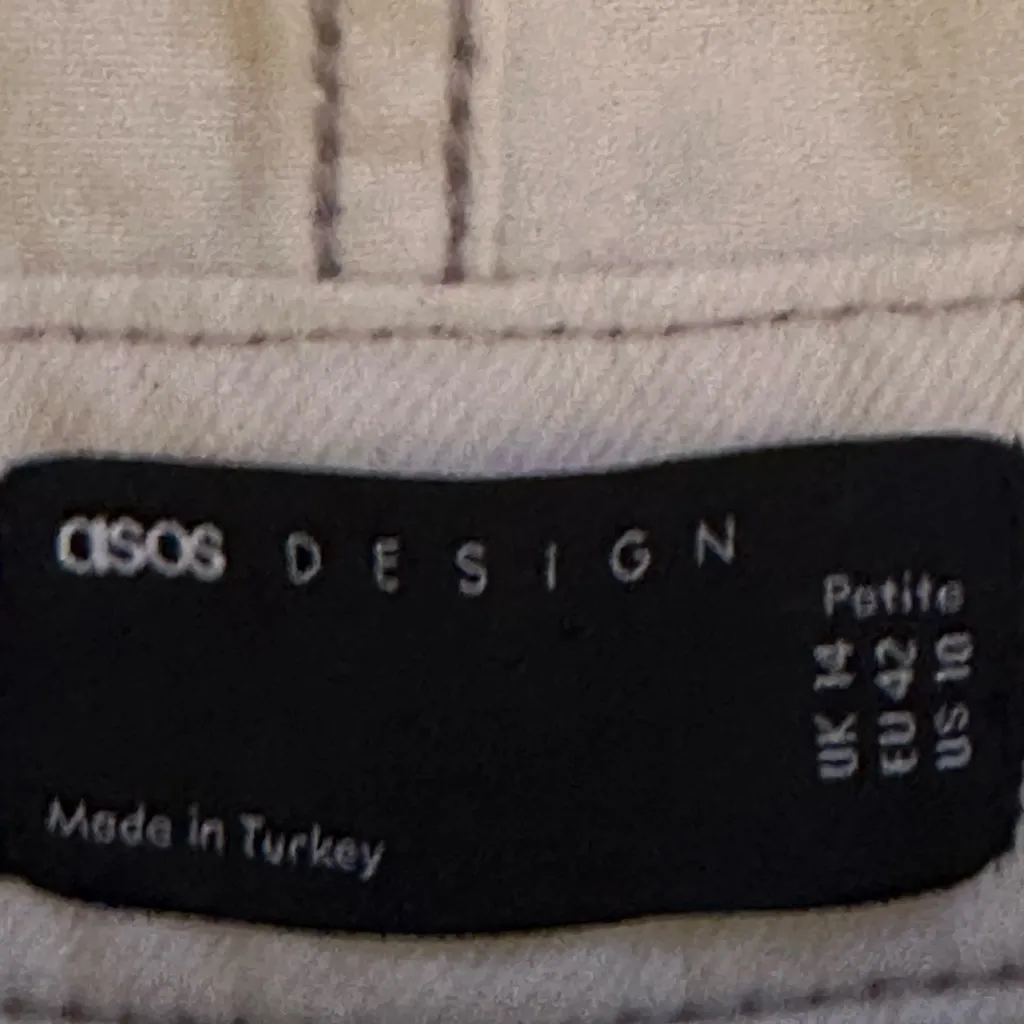 asos DESIGN
Petite
UK 14
EU 42
US 10
Made in Turkey